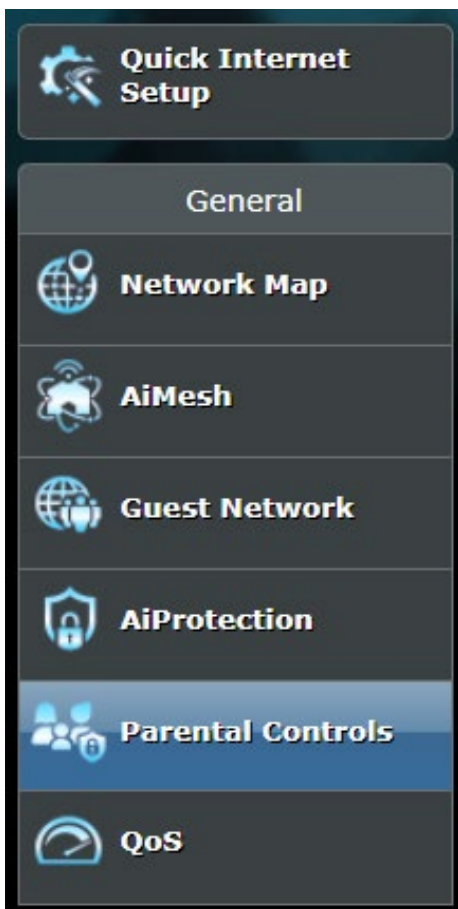 Quick Internet
Setup
General
Network Map
AiMesh
Guest Network
AiProtection
Parental Controls
QoS